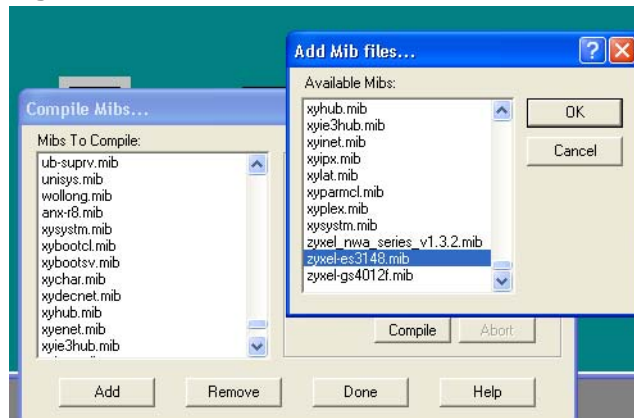 Compile Mibs...
Mibs To Compile:
ub-suprv.mib
unisys.mib
wollong.mib
anx-r8.mib
xysystm.mib
xybootcl.mib
xybootsv.mib
xychar.mib
xydecnet.mib
xyhub.mib
xyenet.mib
xyie3hub.mib
Add
Remove
Done
Help
Compile
Abort
Add Mib files...
Available Mibs:
xyhub.mib
xyie3hub.mib
xyinet.mib
xyipx.mib
xylat.mib
xyparmcl.mib
xyplex.mib
xysystm.mib
zyxel_nwa_series_v1.3.2.mib
zyxel-es3148.mib
zyxel-gs4012f.mib
OK
Cancel